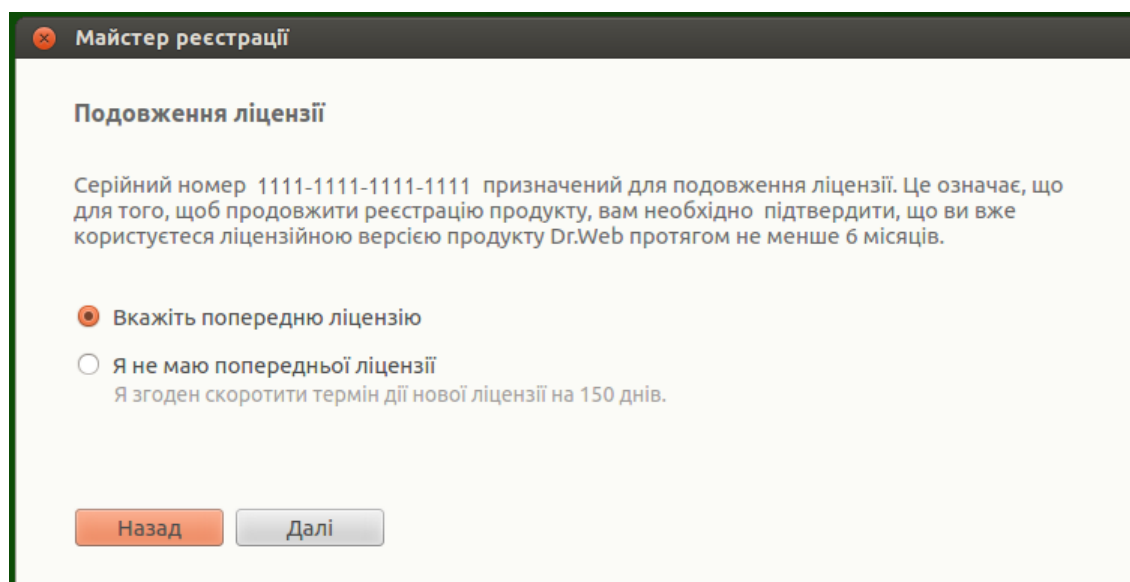 Майстер реєстрації
Подовження ліцензії
Серійний номер 1111-1111-1111-1111 призначений для подовження ліцензії. Це означає, що
для того, щоб продовжити реєстрацію продукту, вам необхідно підтвердити, що ви вже
користуєтеся ліцензійною версією продукту Dr.Web протягом не менше 6 місяців.
Вкажіть попередню ліцензію
Я не маю попередньої ліцензії
Я згоден скоротити термін дії нової ліцензії на 150 днів.
Назад
Далі